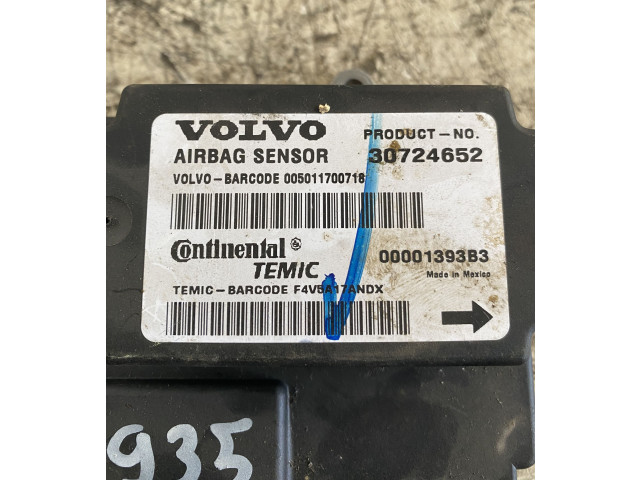 VOLVO PRODUCT-NO.
AIRBAG SENSOR 30724652
VOLVO-BARCODE 005011700718
Continental 00001393B3
TEMIC Made in Mexico
TEMIC-BARCODE F4V5A17ANDX
935